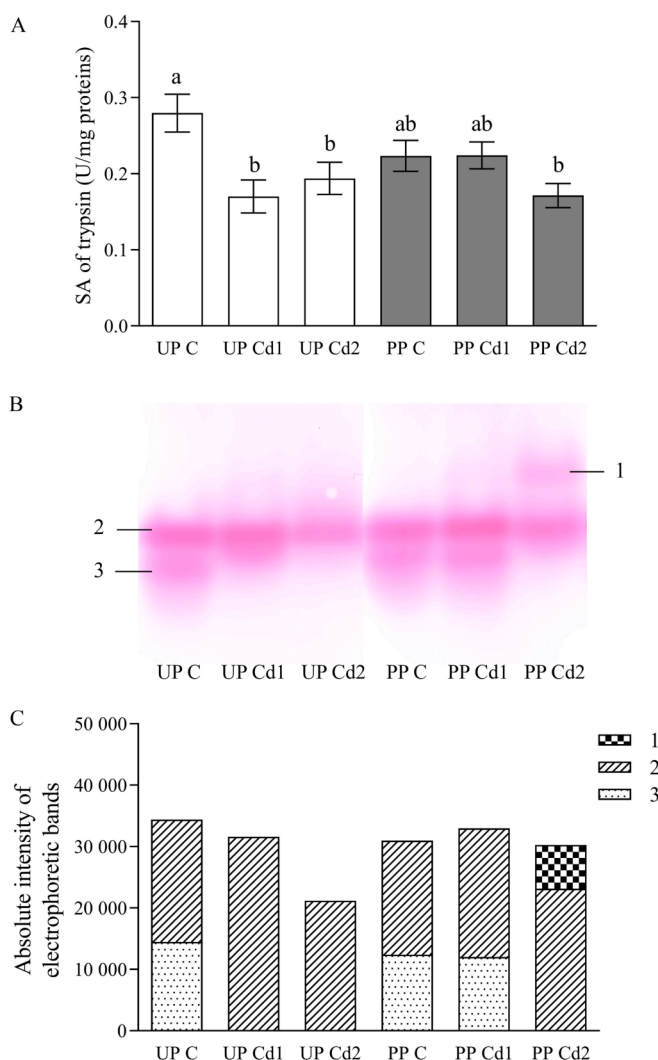 A
SA of trypsin (U/mg proteins)
0.4
0.3
0.2
0.1
0.0
a
b
b
ab
ab
b
UP C UP Cd1 UP Cd2 PP C PP Cd1 PP Cd2
B
1
2
3
UP C UP Cd1 UP Cd2 PP C PP Cd1 PP Cd2
C
Absolute intensity of
electrophoretic bands
50 000
40 000
30 000
20 000
10 000
0
1
2
3
UP C UP Cd1 UP Cd2 PP C PP Cd1 PP Cd2